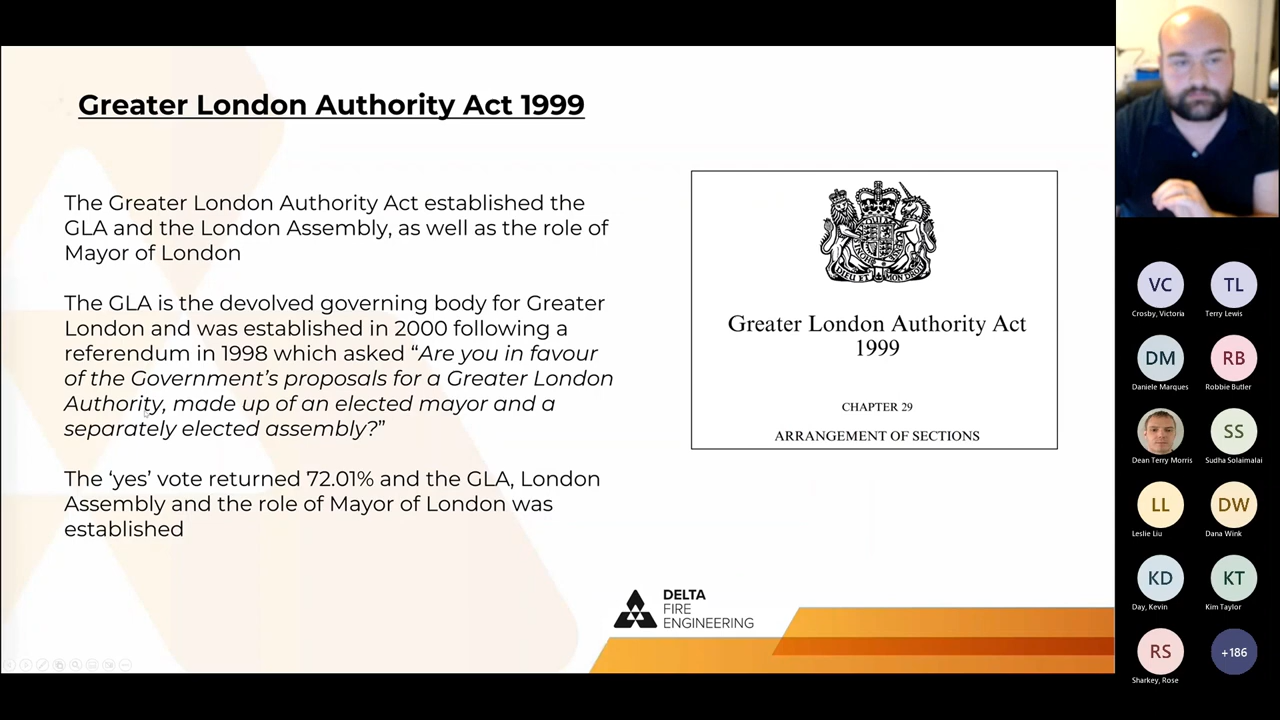 Greater London Authority Act 1999
The Greater London Authority Act established the
GLA and the London Assembly, as well as the role of
Mayor of London
The GLA is the devolved governing body for Greater
London and was established in 2000 following a
referendum in 1998 which asked “Are you in favour
of the Government’s proposals for a Greater London
Authority, made up of an elected mayor and a
separately elected assembly?”
The ‘yes’ vote returned 72.01% and the GLA, London
Assembly and the role of Mayor of London was
established
DIEU ET MON DROIT
Greater London Authority Act
1999
CHAPTER 29
ARRANGEMENT OF SECTIONS
DELTA
FIRE
ENGINEERING
VC
Crosby, Victoria
TL
Terry Lewis
DM
Daniele Marques
RB
Robbie Butler
Dean Terry Morris
SS
Sudha Solaimalai
LL
Leslie Liu
DW
Dana Wink
KD
Day, Kevin
KT
Kim Taylor
RS
Sharkey, Rose
+186